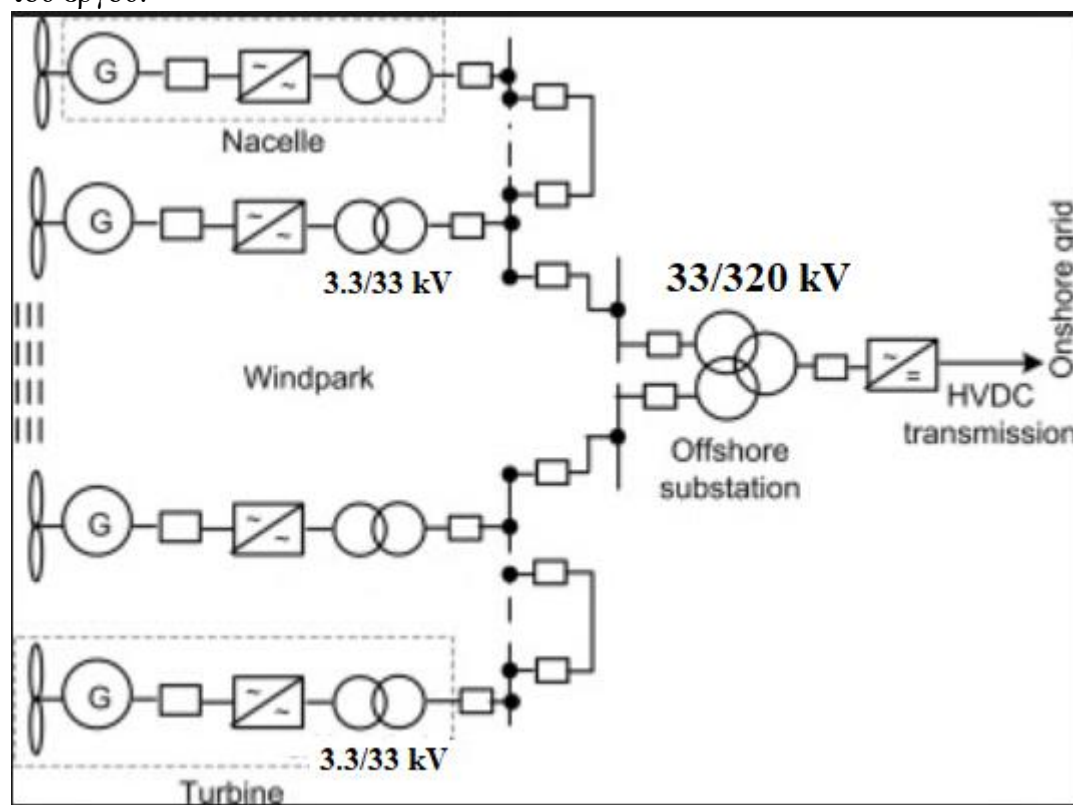 G
~
~
Nacelle
G
~
~
3.3/33 kV
33/320 kV
Windpark
~
=
Onshore grid
HVDC
transmission
Offshore
substation
G
~
~
G
~
~
3.3/33 kV
Turbine